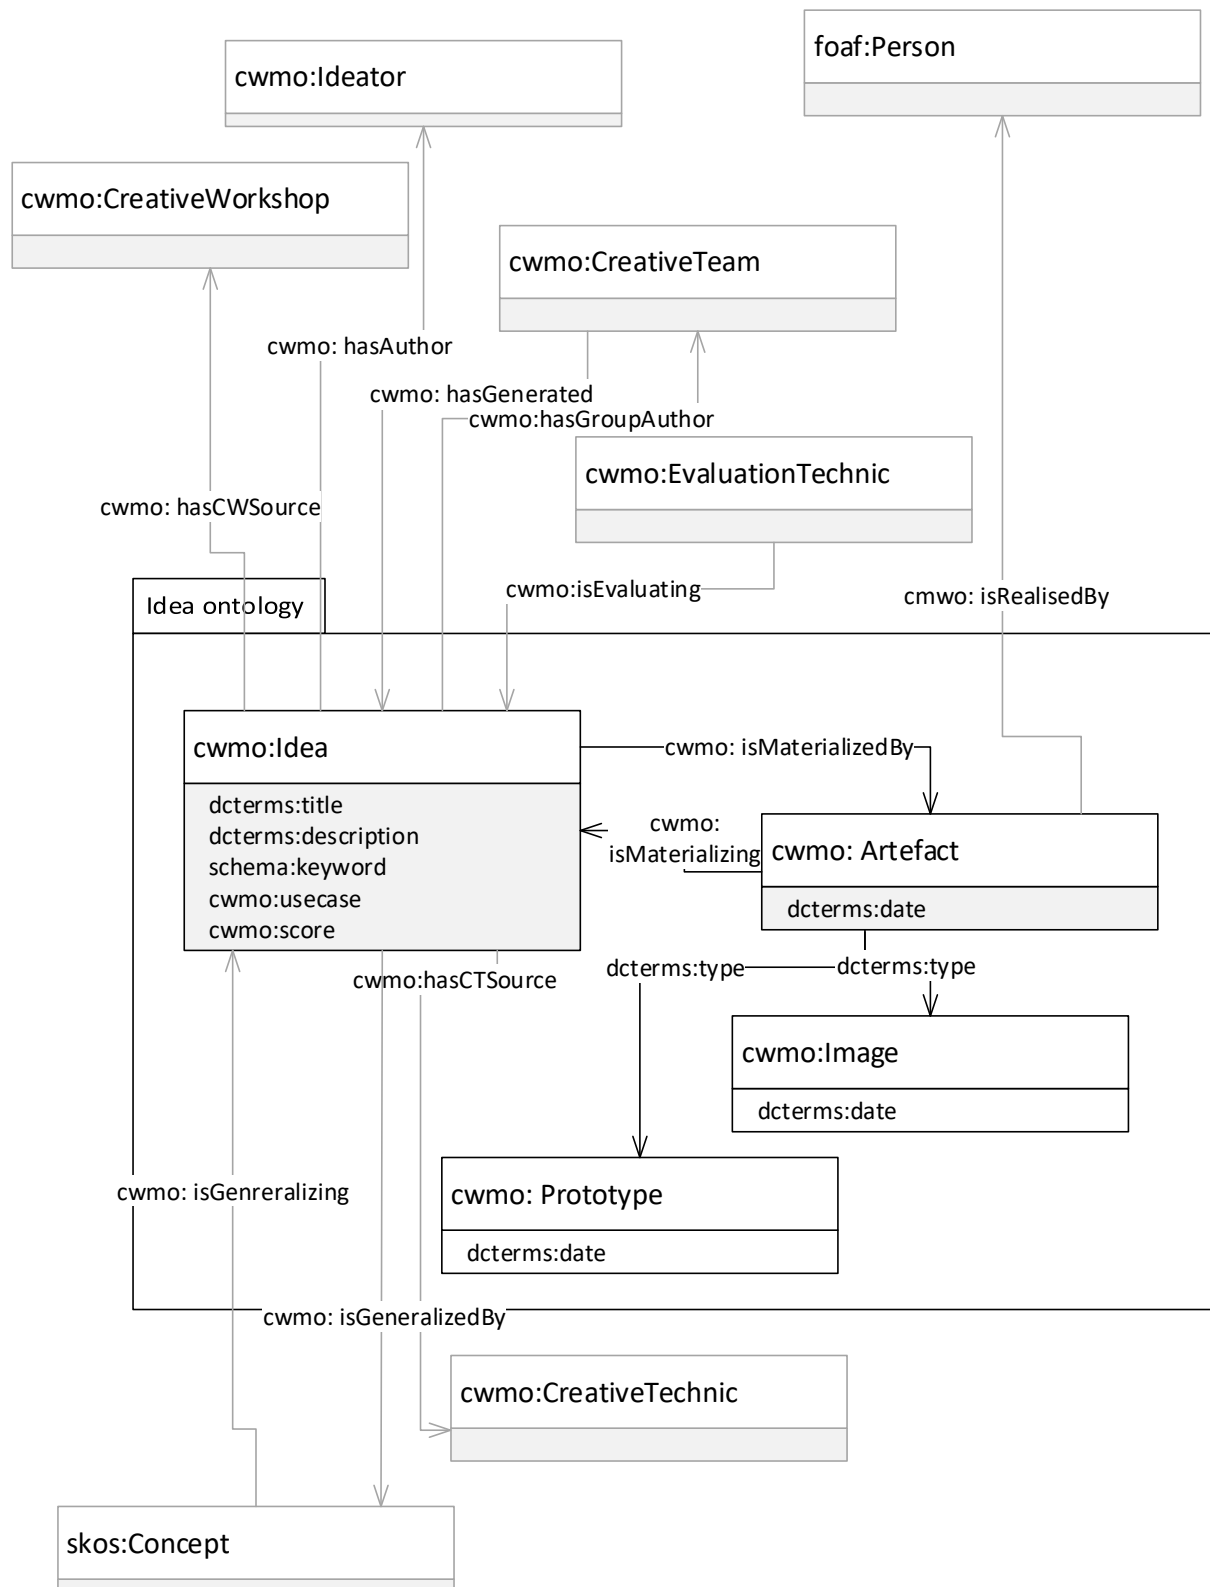 foaf:Person
cwmo:Ideator
cwmo:CreativeWorkshop
cwmo:CreativeTeam
cwmo: hasAuthor
cwmo: hasGenerated
cwmo:hasGroupAuthor
cwmo:EvaluationTechnic
cwmo: hasCWSource
cwmo:isEvaluating
cmwo: isRealisedBy
Idea ontology
cwmo:Idea
dcterms:title
dcterms:description
schema:keyword
cwmo:usecase
cwmo:score
cwmo: isMaterializedBy
cwmo:
isMaterializing
cwmo: Artefact
dcterms:date
cwmo:hasCTSource
dcterms:type
dcterms:type
cwmo:Image
dcterms:date
cwmo: isGenreralizing
cwmo: Prototype
dcterms:date
cwmo: isGeneralizedBy
cwmo:CreativeTechnic
skos:Concept